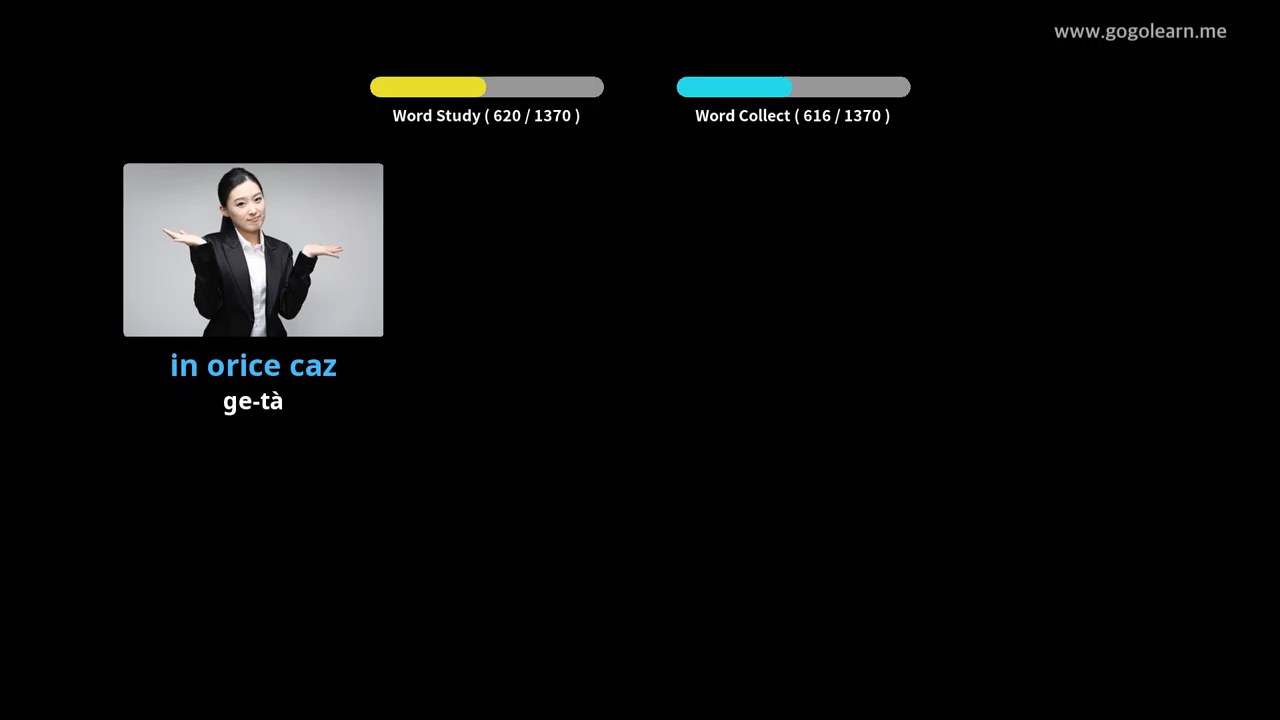 www.gogolearn.me
Word Study ( 620 / 1370 )
Word Collect ( 616 / 1370 )
in orice caz
ge-tà